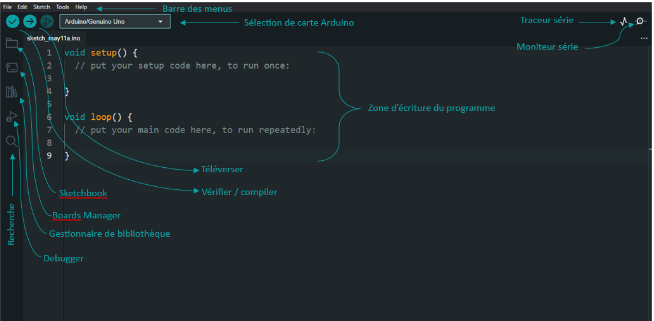 File Edit Sketch Tools Help
Barre des menus
Arduino/Genuino Uno
Sélection de carte Arduino
Traceur série
Moniteur série
sketch_may11a.ino
1 void setup() {
2 // put your setup code here, to run once:
3
4 }
5
6 void loop() {
7 // put your main code here, to run repeatedly:
8
9 }
Zone d'écriture du programme
Téléverser
Vérifier / compiler
Sketchbook
Boards Manager
Gestionnaire de bibliothèque
Debugger
Recherche